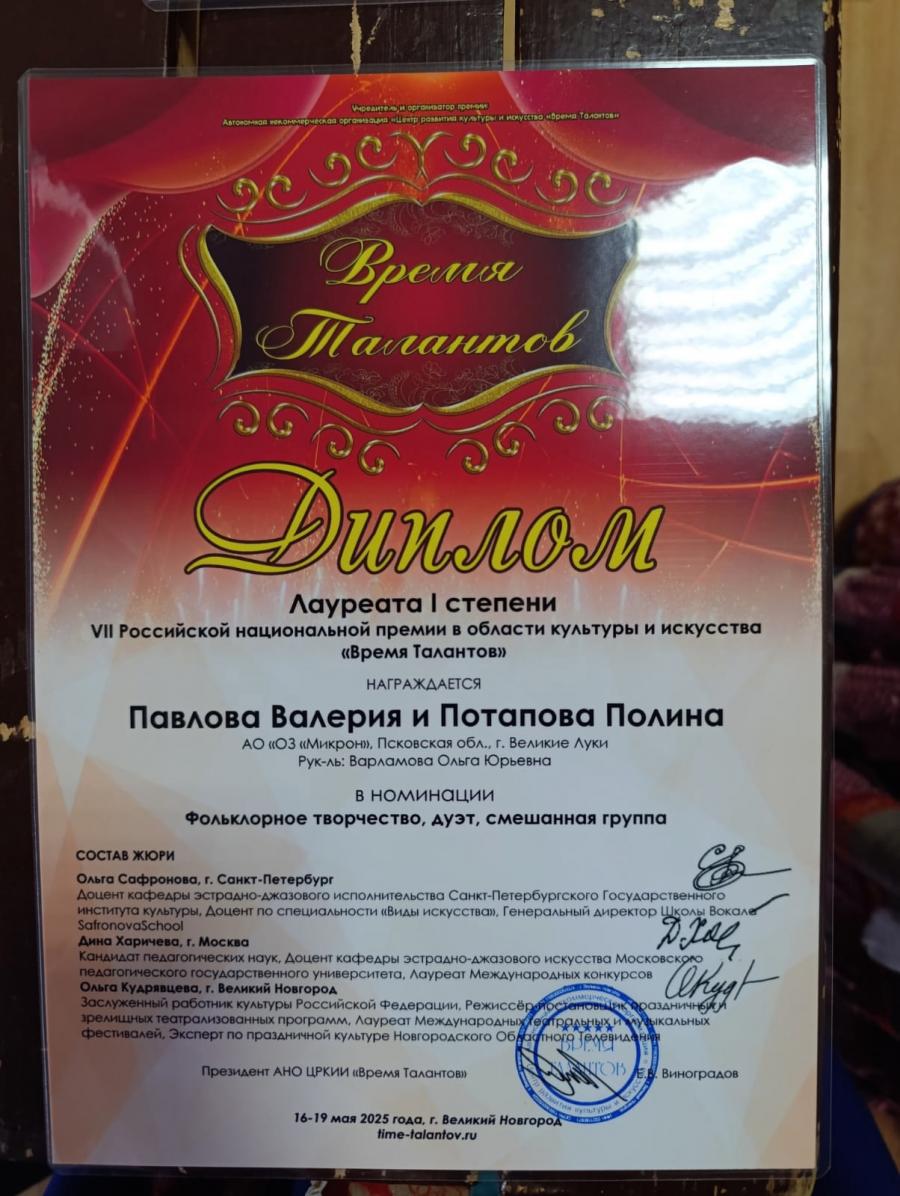 Учредитель и организатор премии:
Автономная некоммерческая организация «Центр развития культуры и искусства «Время Талантов»
Время
Талантов
Диплом
Лауреата I степени
VII Российской национальной премии в области культуры и искусства
«Время Талантов»
НАГРАЖДАЕТСЯ
Павлова Валерия и Потапова Полина
АО «ОЗ «Микрон», Псковская обл., г. Великие Луки
Рук-ль: Варламова Ольга Юрьевна
в номинации
Фольклорное творчество, дуэт, смешанная группа
СОСТАВ ЖЮРИ
Ольга Сафронова, г. Санкт-Петербург
Доцент кафедры эстрадно-джазового исполнительства Санкт-Петербургского Государственного
института культуры, Доцент по специальности «Виды искусства», Генеральный директор Школы Вокала
SafronovaSchool
Дина Харичева, г. Москва
Кандидат педагогических наук, Доцент кафедры эстрадно-джазового искусства Московского
педагогического государственного университета, Лауреат Международных конкурсов
Ольга Кудрявцева, г. Великий Новгород
Заслуженный работник культуры Российской Федерации, Режиссёр-постановщик праздничных и
зрелищных театрализованных программ, Лауреат Международных театральных и музыкальных
фестивалей, Эксперт по праздничной культуре Новгородского Областного Телевидения
ВРЕМЯ
ТАЛАНТОВ
Президент АНО ЦРКИИ «Время Талантов» Е.В. Виноградов
16-19 мая 2025 года, г. Великий Новгород
time-talantov.ru